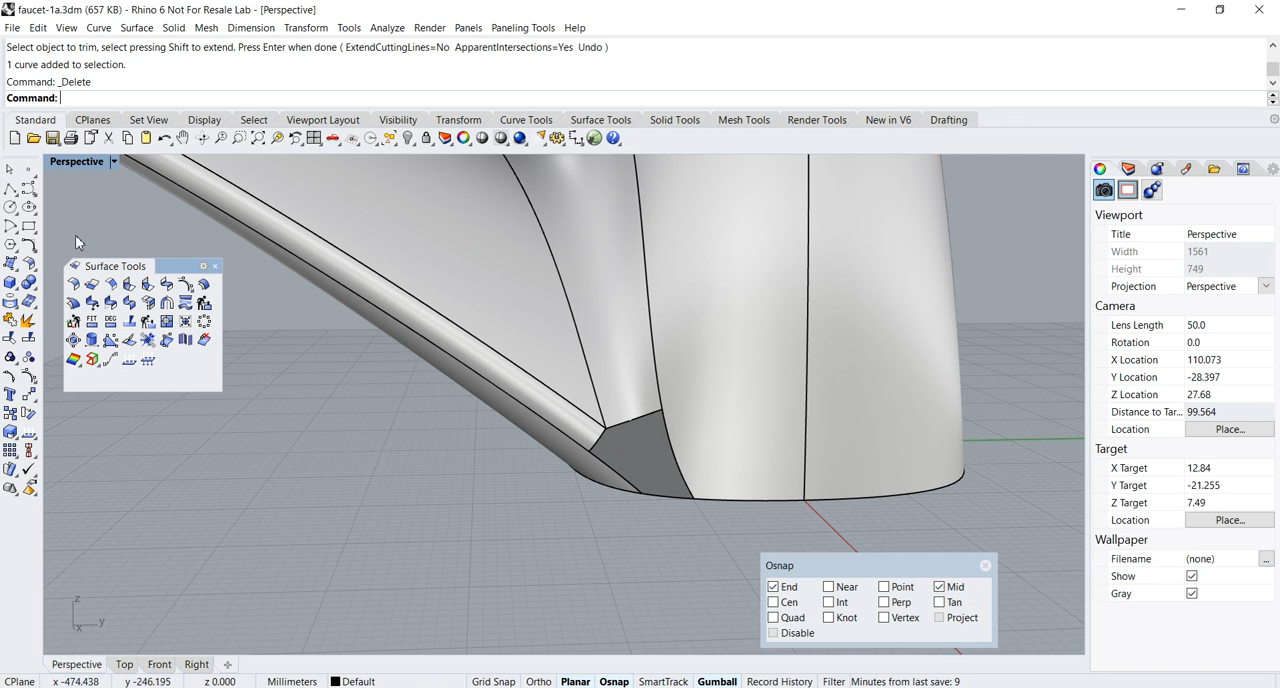 faucet-1a.3dm (657 KB) - Rhino 6 Not For Resale Lab - [Perspective]
File Edit View Curve Surface Solid Mesh Dimension Transform Tools Analyze Render Panels Paneling Tools Help
Select object to trim, select pressing Shift to extend. Press Enter when done ( ExtendCuttingLines=No ApparentIntersections=Yes Undo )
1 curve added to selection.
Command: _Delete
Command:
Standard CPlanes Set View Display Select Viewport Layout Visibility Transform Curve Tools Surface Tools Solid Tools Mesh Tools Render Tools New in V6 Drafting
Perspective
Surface Tools
FIT DEG
Viewport
Title Perspective
Width 1561
Height 749
Projection Perspective
Camera
Lens Length 50.0
Rotation 0.0
X Location 110.073
Y Location -28.397
Z Location 27.68
Distance to Tar... 99.564
Location Place...
Target
X Target 12.84
Y Target -21.255
Z Target 7.49
Location Place...
Wallpaper
Filename (none) ...
Show
Gray
Osnap
End Near Point Mid
Cen Int Perp Tan
Quad Knot Vertex Project
Disable
z
x y
Perspective Top Front Right
CPlane x -474.438 y -246.195 z 0.000 Millimeters Default Grid Snap Ortho Planar Osnap SmartTrack Gumball Record History Filter Minutes from last save: 9